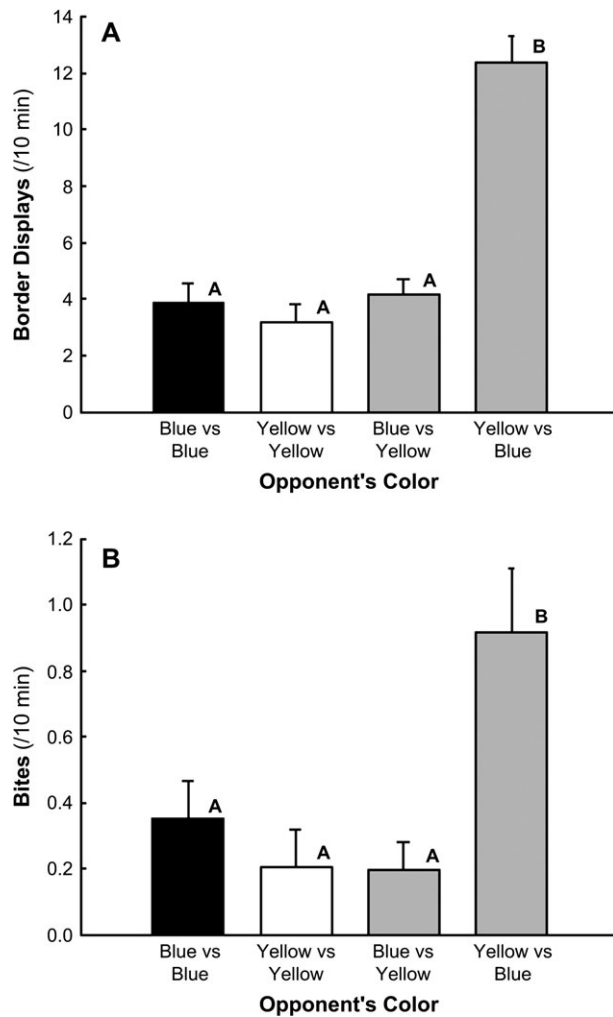 A
14
12
10
8
6
4
2
0
Border Displays (/10 min)
A
A
A
B
Blue vs Blue
Yellow vs Yellow
Blue vs Yellow
Yellow vs Blue
Opponent's Color
B
1.2
1.0
0.8
0.6
0.4
0.2
0.0
Bites (/10 min)
A
A
A
B
Blue vs Blue
Yellow vs Yellow
Blue vs Yellow
Yellow vs Blue
Opponent's Color